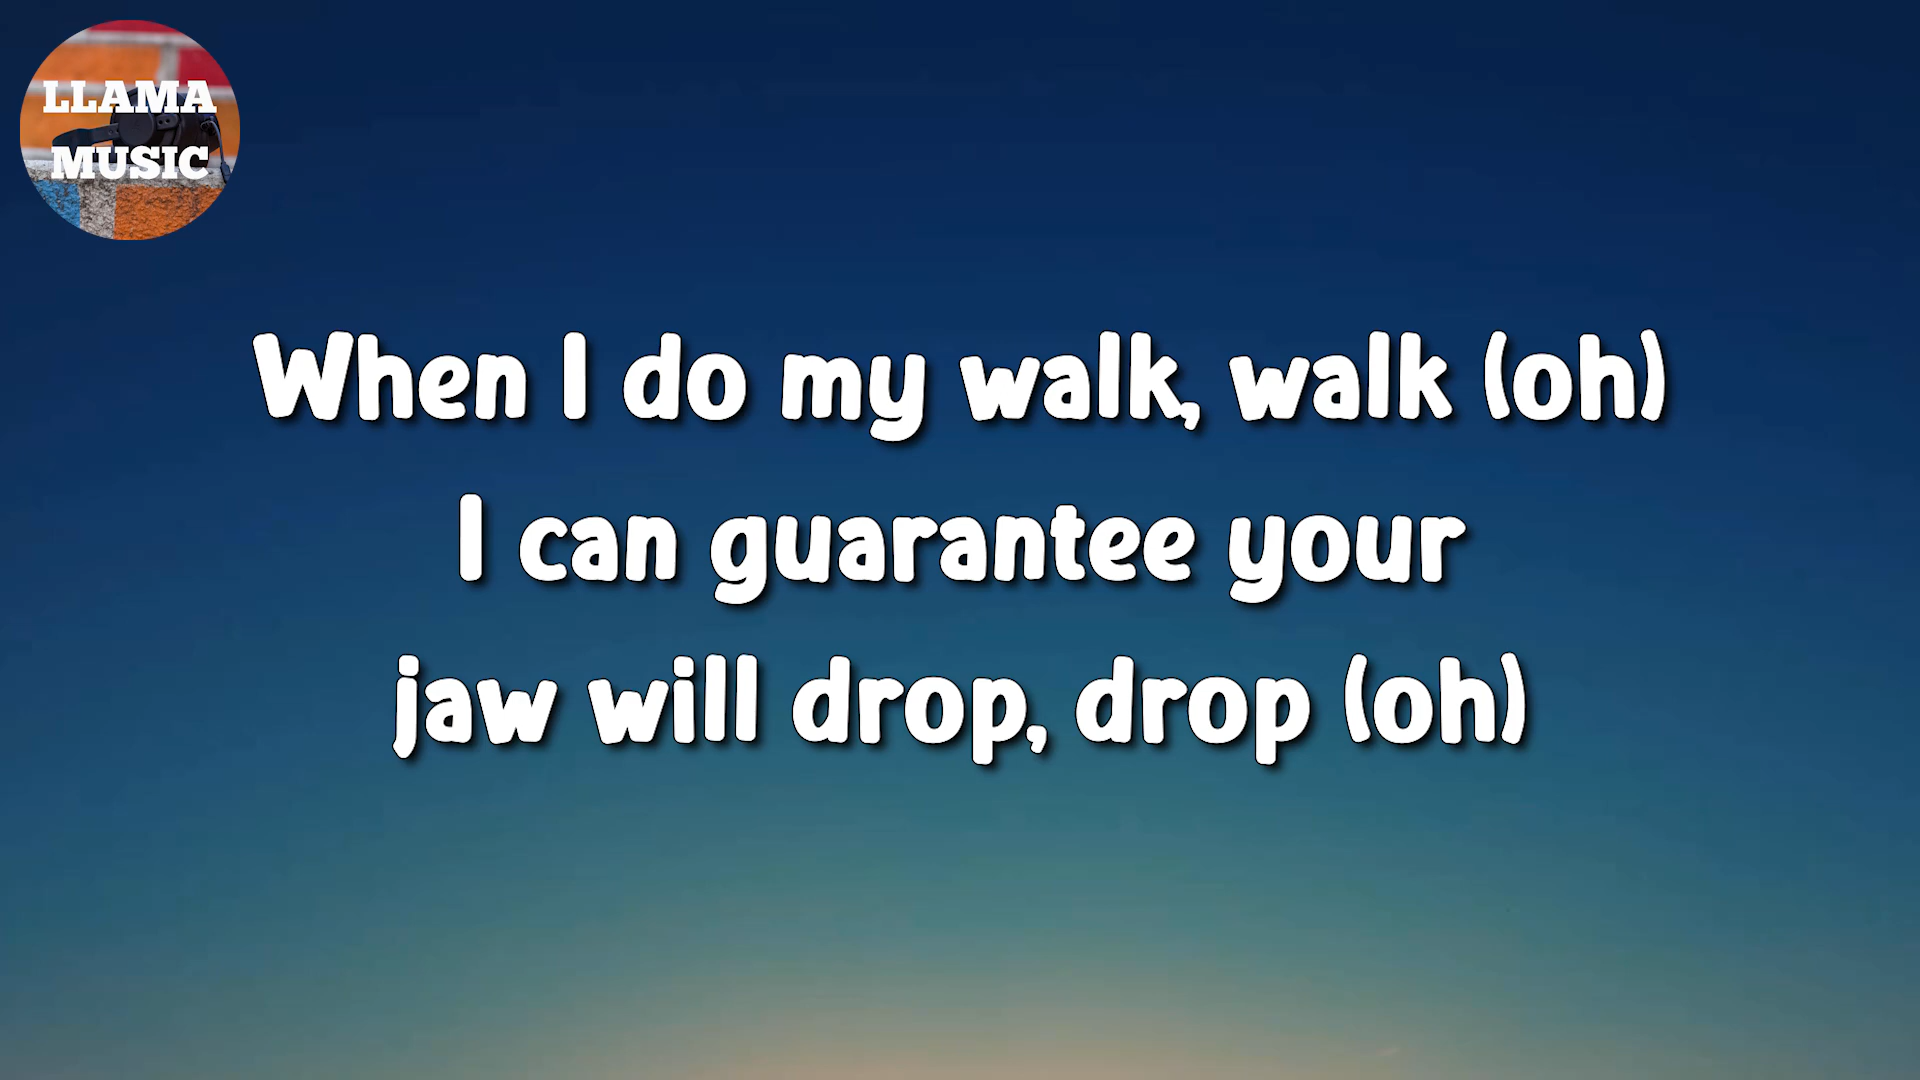 LLAMA
MUSIC
When I do my walk, walk (oh)
I can guarantee your
jaw will drop, drop (oh)